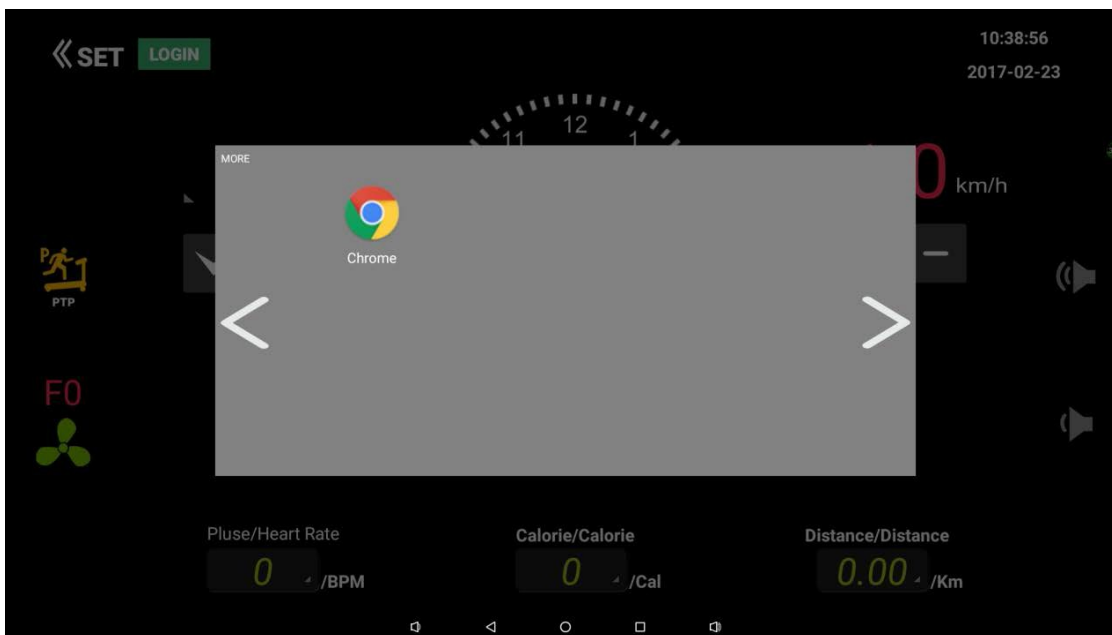 SET LOGIN
10:38:56
2017-02-23
12
11
1
MORE
0 km/h
Chrome
P
PTP
F0
Pluse/Heart Rate
0 /BPM
Calorie/Calorie
0 /Cal
Distance/Distance
0.00 /Km